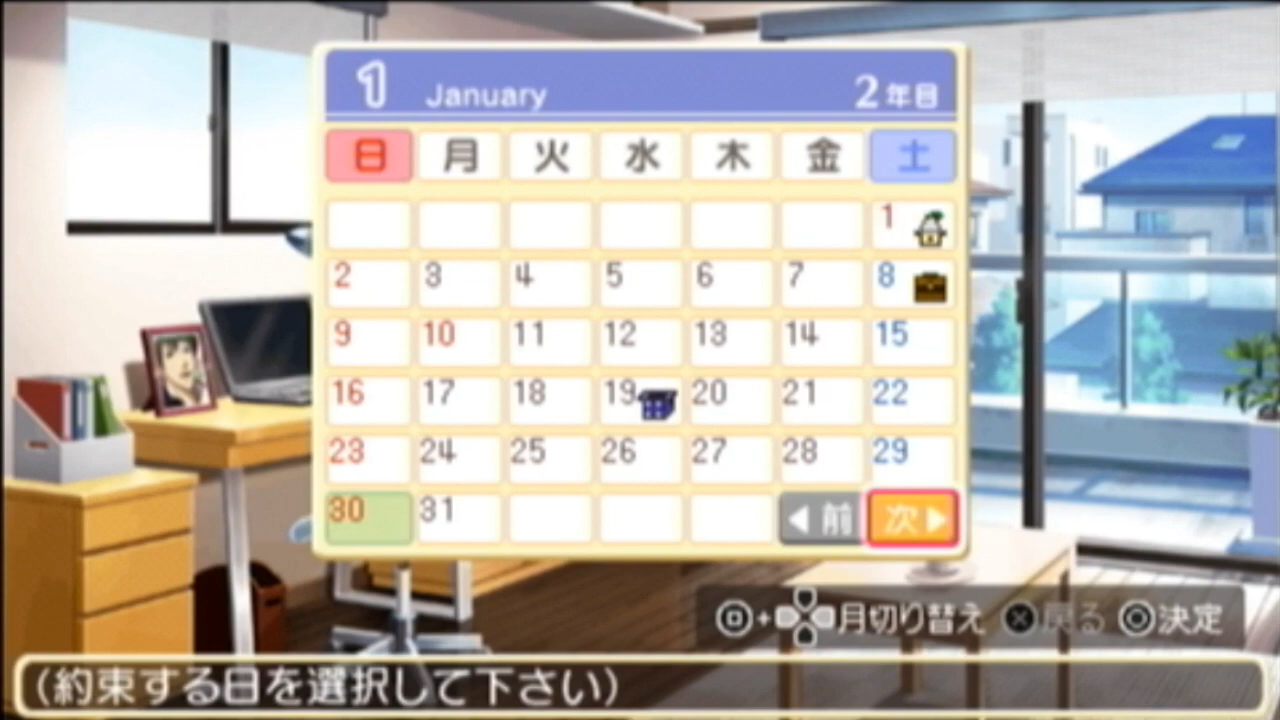 1 January 2年目
日 月 火 水 木 金 土
1
2 3 4 5 6 7 8
9 10 11 12 13 14 15
16 17 18 19 20 21 22
23 24 25 26 27 28 29
30 31 前 次
+ 月切り替え 戻る 決定
(約束する日を選択して下さい)